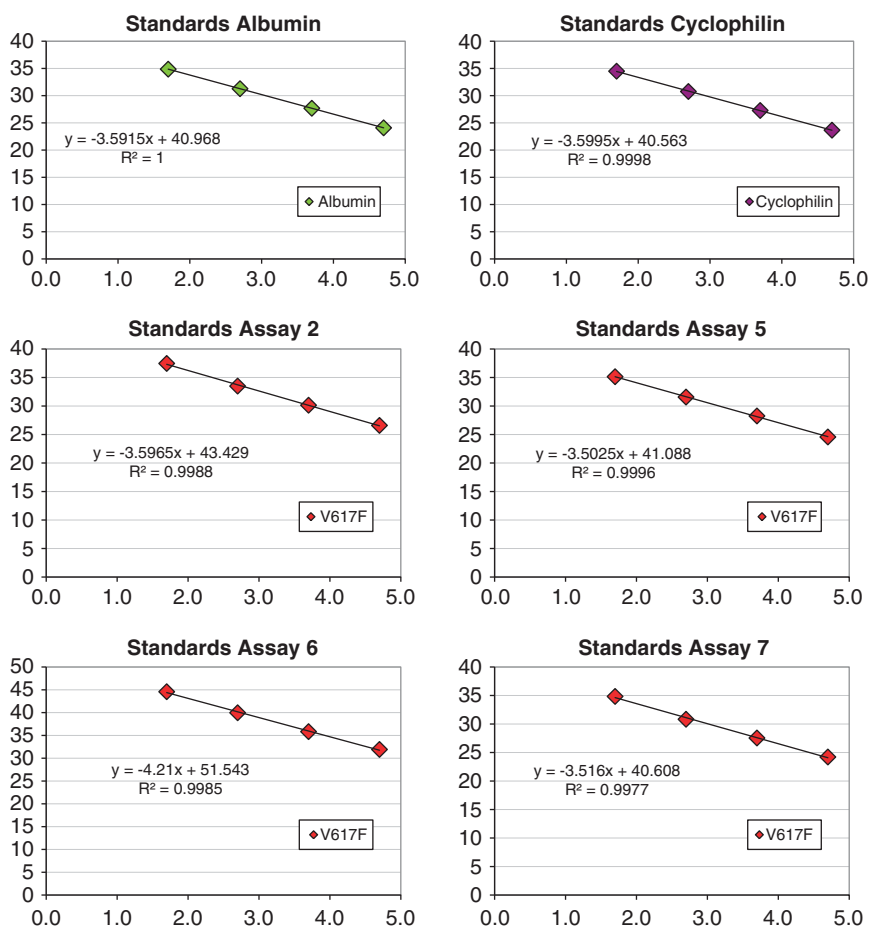 Standards Albumin
40
35
30
25
20
15
10
5
0
y = -3.5915x + 40.968
R² = 1
Albumin
0.0 1.0 2.0 3.0 4.0 5.0
Standards Cyclophilin
40
35
30
25
20
15
10
5
0
y = -3.5995x + 40.563
R² = 0.9998
Cyclophilin
0.0 1.0 2.0 3.0 4.0 5.0
Standards Assay 2
40
35
30
25
20
15
10
5
0
y = -3.5965x + 43.429
R² = 0.9988
V617F
0.0 1.0 2.0 3.0 4.0 5.0
Standards Assay 5
40
35
30
25
20
15
10
5
0
y = -3.5025x + 41.088
R² = 0.9996
V617F
0.0 1.0 2.0 3.0 4.0 5.0
Standards Assay 6
50
45
40
35
30
25
20
15
10
5
0
y = -4.21x + 51.543
R² = 0.9985
V617F
0.0 1.0 2.0 3.0 4.0 5.0
Standards Assay 7
40
35
30
25
20
15
10
5
0
y = -3.516x + 40.608
R² = 0.9977
V617F
0.0 1.0 2.0 3.0 4.0 5.0